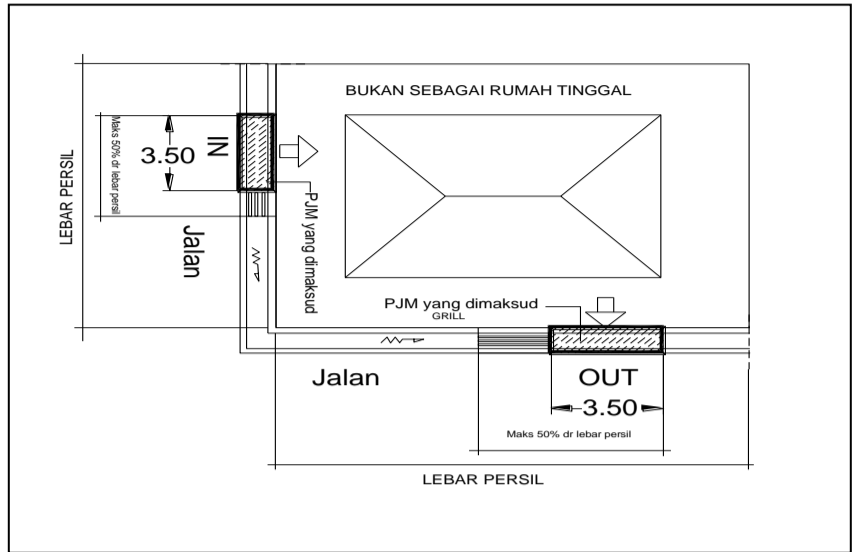 BUKAN SEBAGAI RUMAH TINGGAL
LEBAR PERSIL
Maks 50% dr lebar persil
3.50
IN
Jalan
PJM yang dimaksud
PJM yang dimaksud
GRILL
Jalan
OUT
3.50
Maks 50% dr lebar persil
LEBAR PERSIL